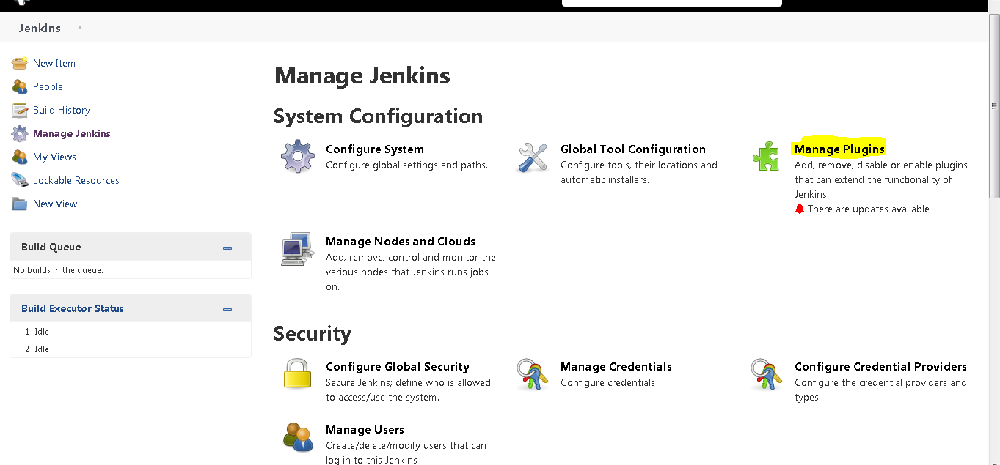 Jenkins
New Item
People
Build History
Manage Jenkins
My Views
Lockable Resources
New View
Build Queue
No builds in the queue.
Build Executor Status
1 Idle
2 Idle
Manage Jenkins
System Configuration
Configure System
Configure global settings and paths.
Global Tool Configuration
Configure tools, their locations and
automatic installers.
Manage Plugins
Add, remove, disable or enable plugins
that can extend the functionality of
Jenkins.
There are updates available
Manage Nodes and Clouds
Add, remove, control and monitor the
various nodes that Jenkins runs jobs
on.
Security
Configure Global Security
Secure Jenkins; define who is allowed
to access/use the system.
Manage Credentials
Configure credentials
Configure Credential Providers
Configure the credential providers and
types
Manage Users
Create/delete/modify users that can
log in to this Jenkins